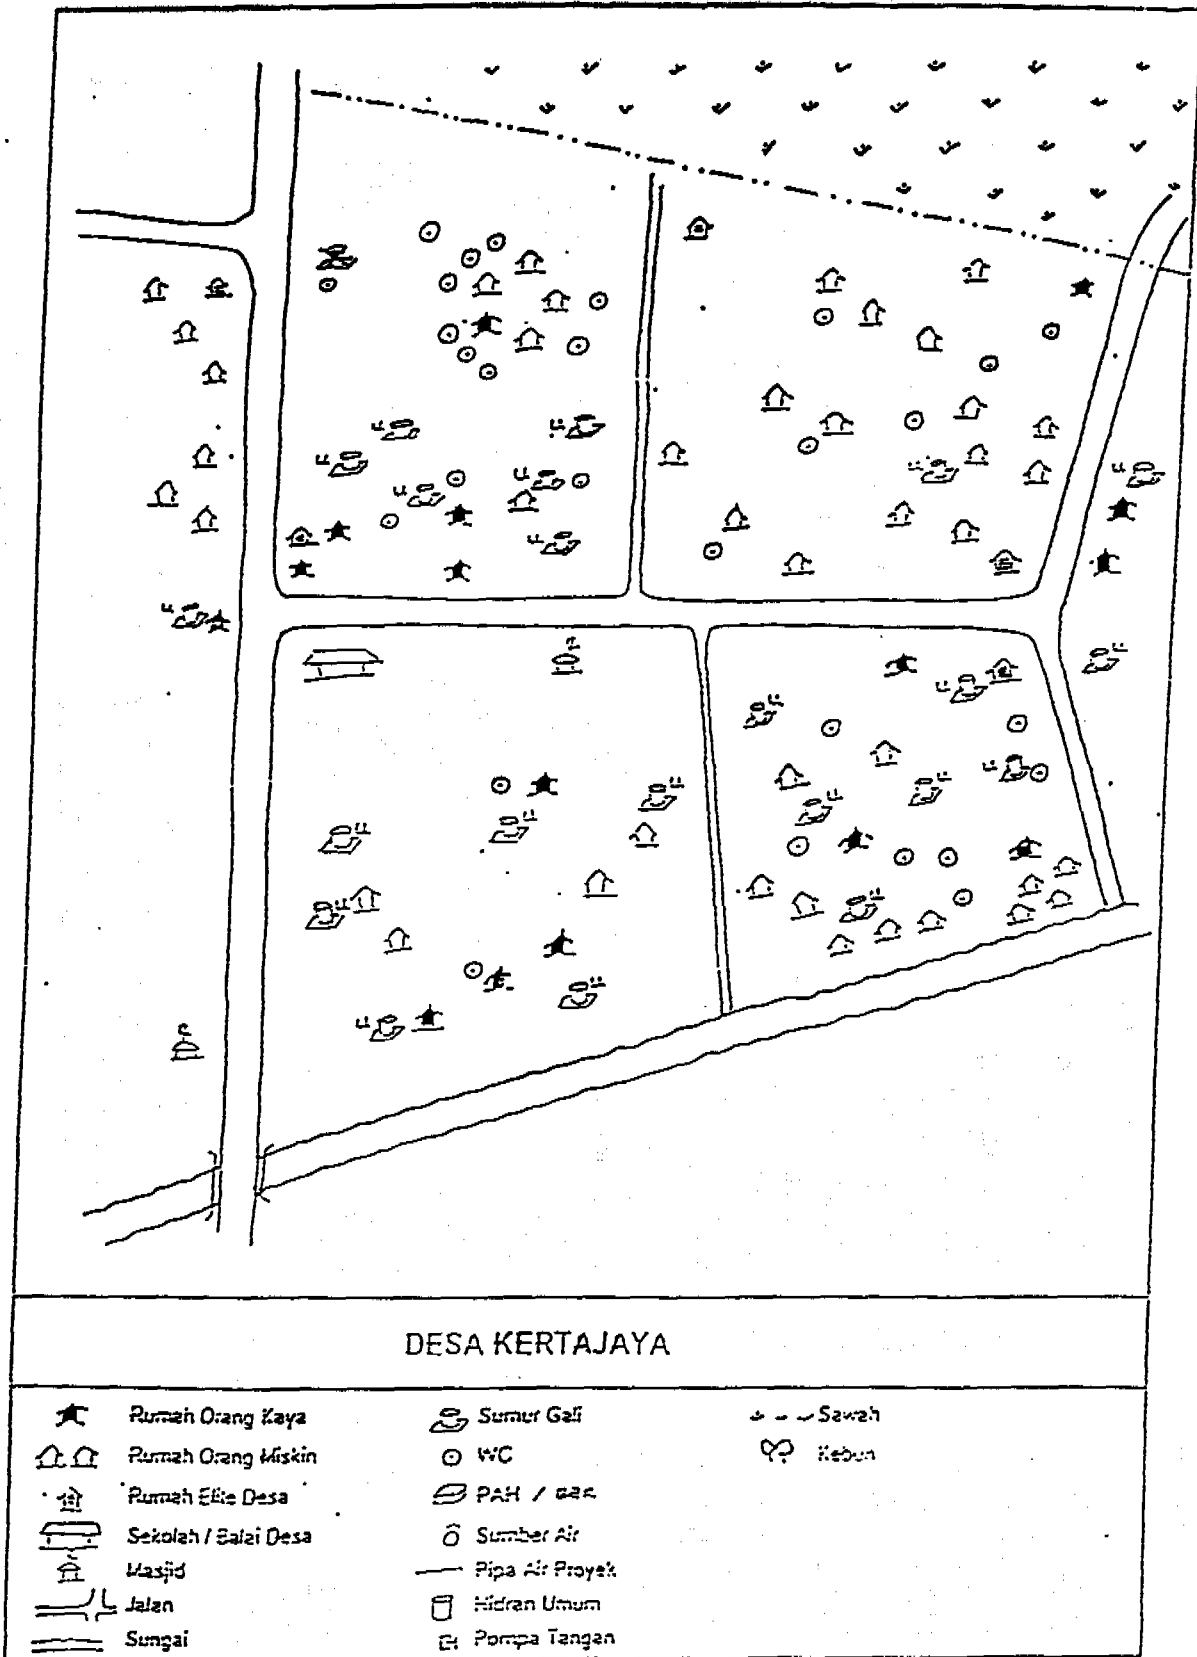 DESA KERTAJAYA
Rumah Orang Kaya
Rumah Orang Miskin
Rumah Elite Desa
Sekolah / Balai Desa
Masjid
Jalan
Sungai
Sumur Gali
WC
PAH / BAK
Sumber Air
Pipa Air Proyek
Hidran Umum
Pompa Tangan
Sawah
Kebun